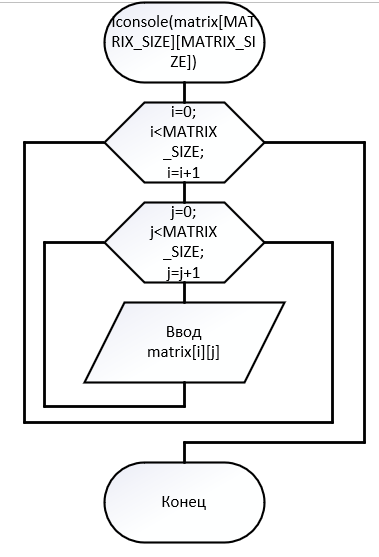 Iconsole(matrix[MAT
RIX_SIZE][MATRIX_SI
ZE])
i=0;
i<MATRIX
_SIZE;
i=i+1
j=0;
j<MATRIX
_SIZE;
j=j+1
Ввод
matrix[i][j]
Конец